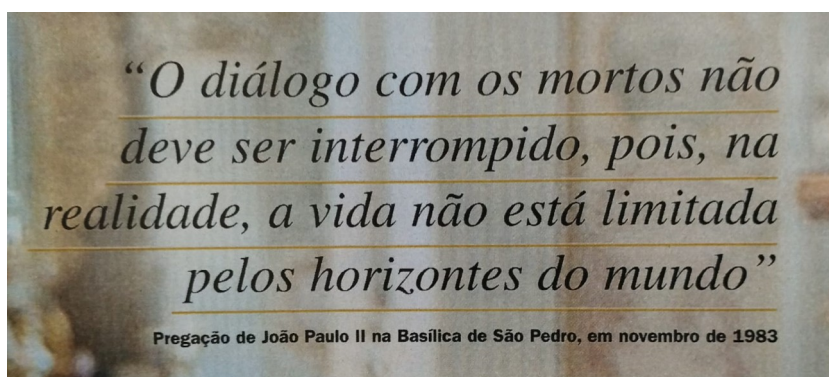 “O diálogo com os mortos não
deve ser interrompido, pois, na
realidade, a vida não está limitada
pelos horizontes do mundo”
Pregação de João Paulo II na Basílica de São Pedro, em novembro de 1983